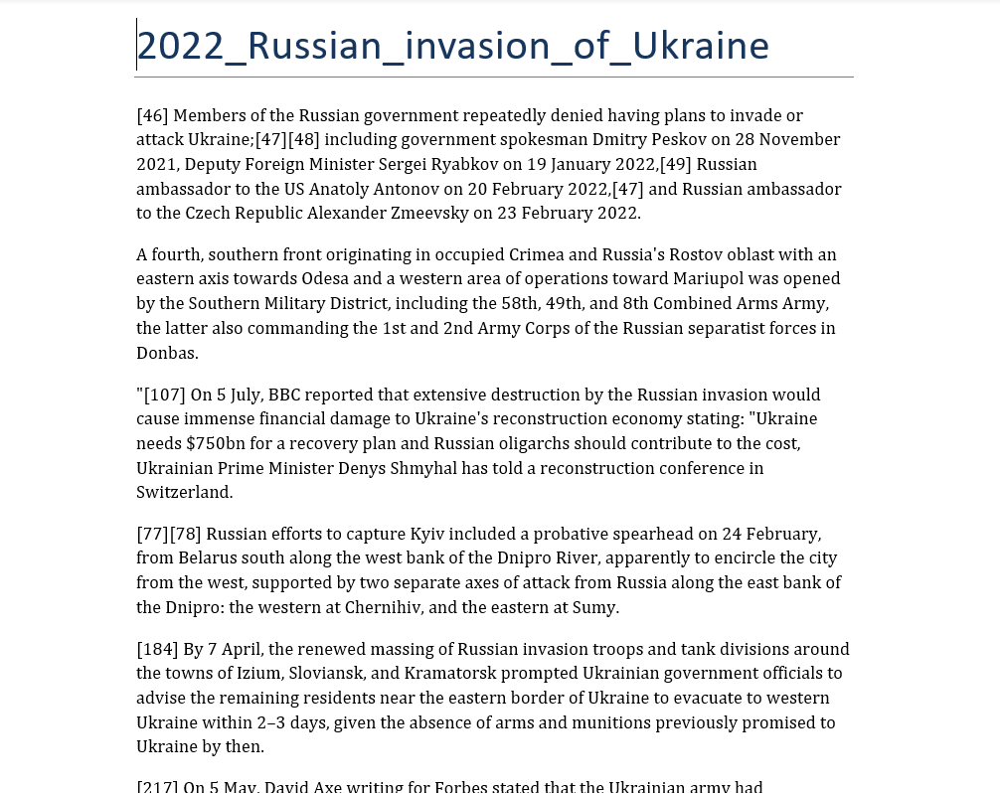 2022_Russian_invasion_of_Ukraine
[46] Members of the Russian government repeatedly denied having plans to invade or
attack Ukraine;[47][48] including government spokesman Dmitry Peskov on 28 November
2021, Deputy Foreign Minister Sergei Ryabkov on 19 January 2022,[49] Russian
ambassador to the US Anatoly Antonov on 20 February 2022,[47] and Russian ambassador
to the Czech Republic Alexander Zmeevsky on 23 February 2022.
A fourth, southern front originating in occupied Crimea and Russia's Rostov oblast with an
eastern axis towards Odesa and a western area of operations toward Mariupol was opened
by the Southern Military District, including the 58th, 49th, and 8th Combined Arms Army,
the latter also commanding the 1st and 2nd Army Corps of the Russian separatist forces in
Donbas.
"[107] On 5 July, BBC reported that extensive destruction by the Russian invasion would
cause immense financial damage to Ukraine's reconstruction economy stating: "Ukraine
needs $750bn for a recovery plan and Russian oligarchs should contribute to the cost,
Ukrainian Prime Minister Denys Shmyhal has told a reconstruction conference in
Switzerland.
[77][78] Russian efforts to capture Kyiv included a probative spearhead on 24 February,
from Belarus south along the west bank of the Dnipro River, apparently to encircle the city
from the west, supported by two separate axes of attack from Russia along the east bank of
the Dnipro: the western at Chernihiv, and the eastern at Sumy.
[184] By 7 April, the renewed massing of Russian invasion troops and tank divisions around
the towns of Izium, Sloviansk, and Kramatorsk prompted Ukrainian government officials to
advise the remaining residents near the eastern border of Ukraine to evacuate to western
Ukraine within 2–3 days, given the absence of arms and munitions previously promised to
Ukraine by then.
[217] On 5 May, David Axe writing for Forbes stated that the Ukrainian army had